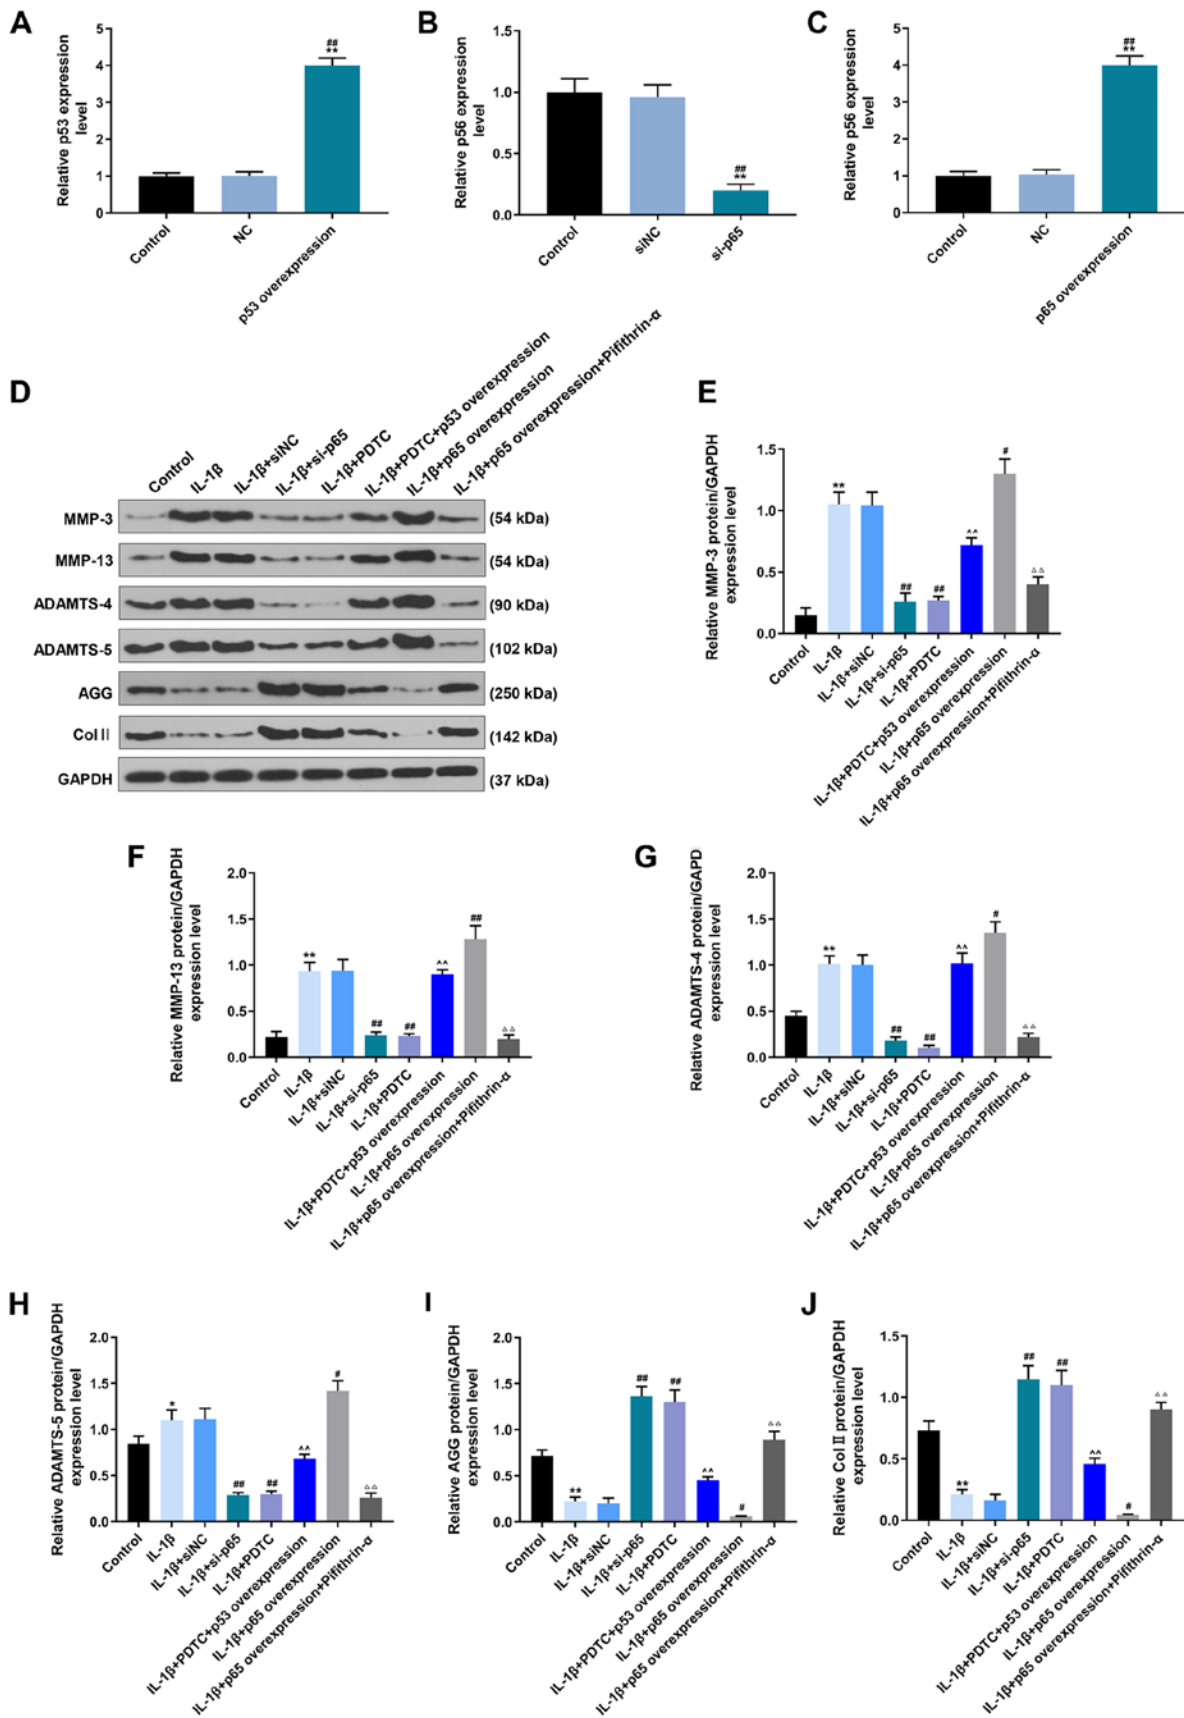 A
Relative p53 expression
level
5
4
3
2
1
0
##
**
Control
NC
p53 overexpression
B
Relative p56 expression
level
1.5
1.0
0.5
0.0
##
**
Control
siNC
si-p65
C
Relative p56 expression
level
5
4
3
2
1
0
##
**
Control
NC
p65 overexpression
D
Control
IL-1β
IL-1β+siNC
IL-1β+si-p65
IL-1β+PDTC
IL-1β+PDTC+p53 overexpression
IL-1β+p65 overexpression
IL-1β+p65 overexpression+Pifithrin-α
MMP-3 (54 kDa)
MMP-13 (54 kDa)
ADAMTS-4 (90 kDa)
ADAMTS-5 (102 kDa)
AGG (250 kDa)
Col II (142 kDa)
GAPDH (37 kDa)
E
Relative MMP-3 protein/GAPDH
expression level
1.5
1.0
0.5
0.0
**
##
##
^^
#
△△
Control
IL-1β
IL-1β+siNC
IL-1β+si-p65
IL-1β+PDTC
IL-1β+PDTC+p53 overexpression
IL-1β+p65 overexpression
IL-1β+p65 overexpression+Pifithrin-α
F
Relative MMP-13 protein/GAPDH
expression level
2.0
1.5
1.0
0.5
0.0
**
##
##
^^
##
△△
Control
IL-1β
IL-1β+siNC
IL-1β+si-p65
IL-1β+PDTC
IL-1β+PDTC+p53 overexpression
IL-1β+p65 overexpression
IL-1β+p65 overexpression+Pifithrin-α
G
Relative ADAMTS-4 protein/GAPD
expression level
2.0
1.5
1.0
0.5
0.0
**
##
##
^^
#
△△
Control
IL-1β
IL-1β+siNC
IL-1β+si-p65
IL-1β+PDTC
IL-1β+PDTC+p53 overexpression
IL-1β+p65 overexpression
IL-1β+p65 overexpression+Pifithrin-α
H
Relative ADAMTS-5 protein/GAPDH
expression level
2.0
1.5
1.0
0.5
0.0
*
##
##
^^
#
△△
Control
IL-1β
IL-1β+siNC
IL-1β+si-p65
IL-1β+PDTC
IL-1β+PDTC+p53 overexpression
IL-1β+p65 overexpression
IL-1β+p65 overexpression+Pifithrin-α
I
Relative AGG protein/GAPDH
expression level
2.0
1.5
1.0
0.5
0.0
**
##
##
^^
#
△△
Control
IL-1β
IL-1β+siNC
IL-1β+si-p65
IL-1β+PDTC
IL-1β+PDTC+p53 overexpression
IL-1β+p65 overexpression
IL-1β+p65 overexpression+Pifithrin-α
J
Relative Col II protein/GAPDH
expression level
1.5
1.0
0.5
0.0
**
##
##
^^
#
△△
Control
IL-1β
IL-1β+siNC
IL-1β+si-p65
IL-1β+PDTC
IL-1β+PDTC+p53 overexpression
IL-1β+p65 overexpression
IL-1β+p65 overexpression+Pifithrin-α